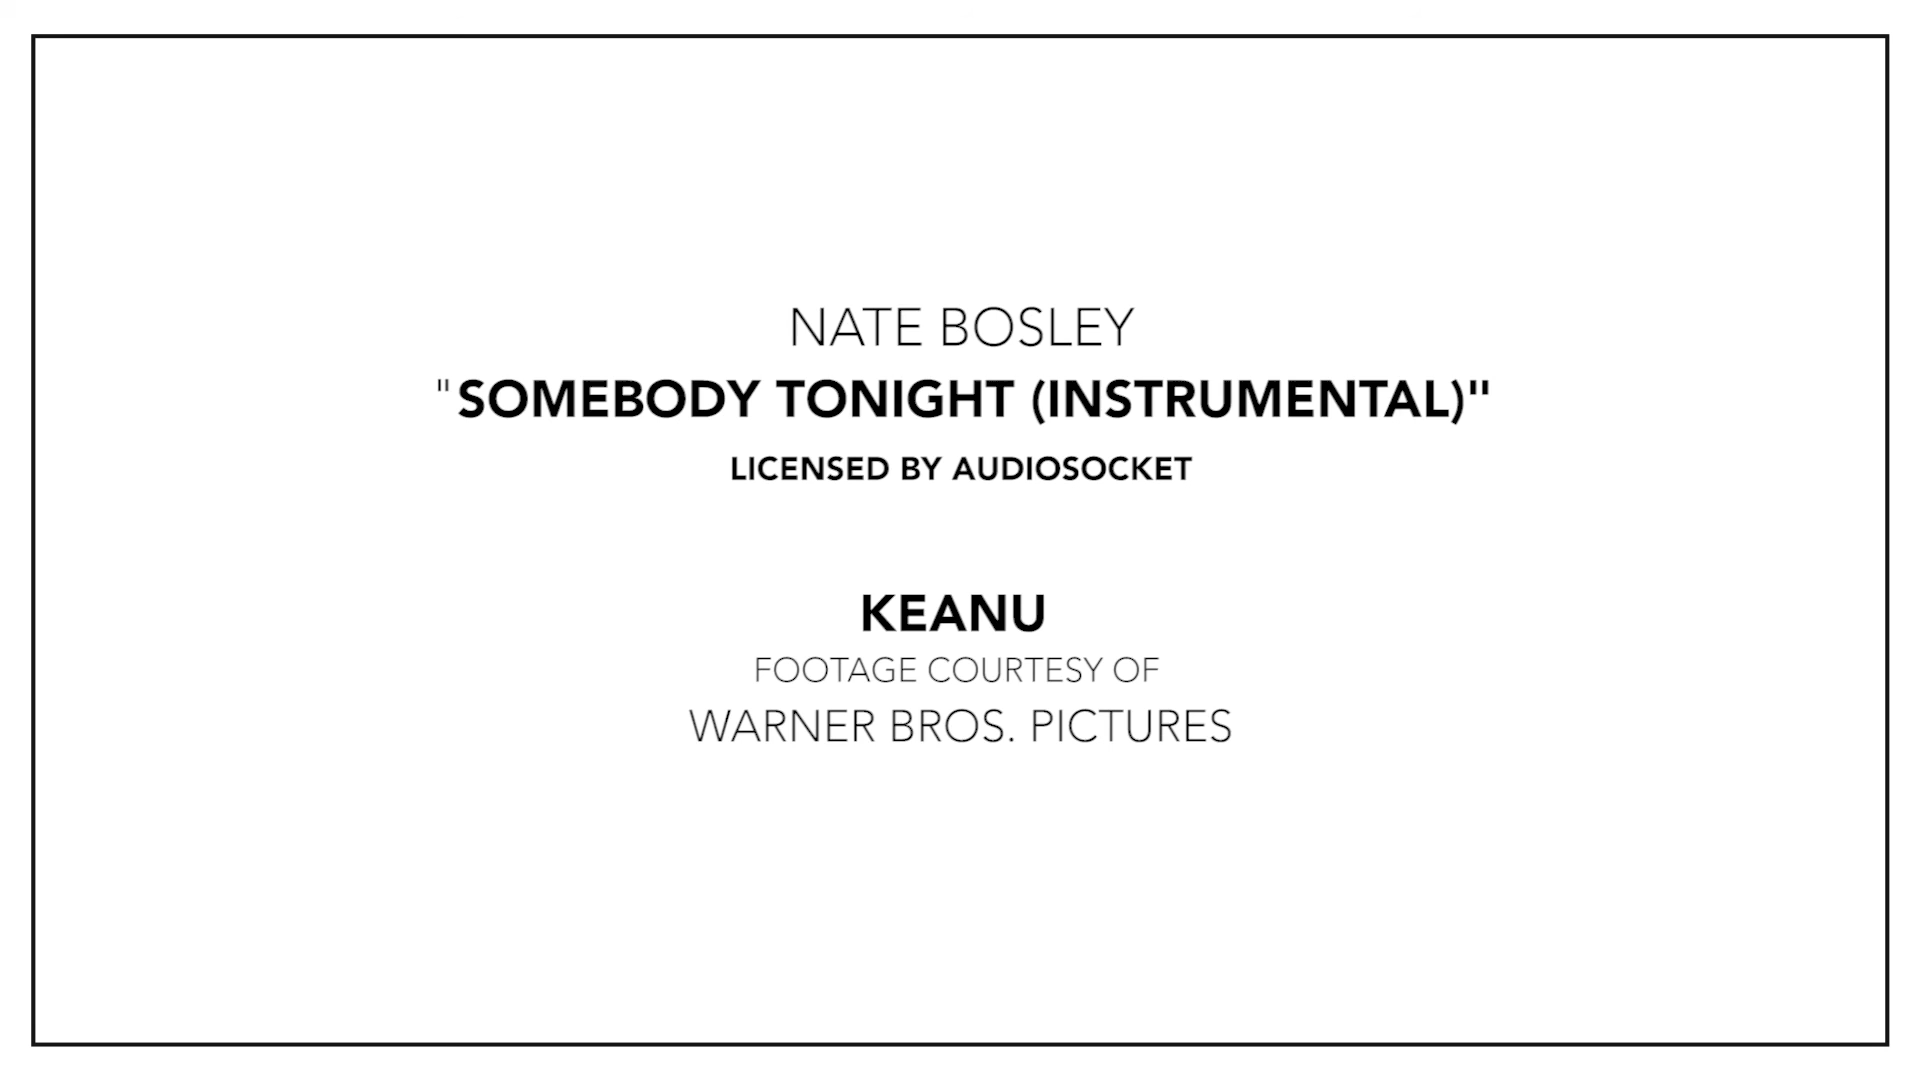 NATE BOSLEY
"SOMEBODY TONIGHT (INSTRUMENTAL)"
LICENSED BY AUDIOSOCKET
KEANU
FOOTAGE COURTESY OF
WARNER BROS. PICTURES